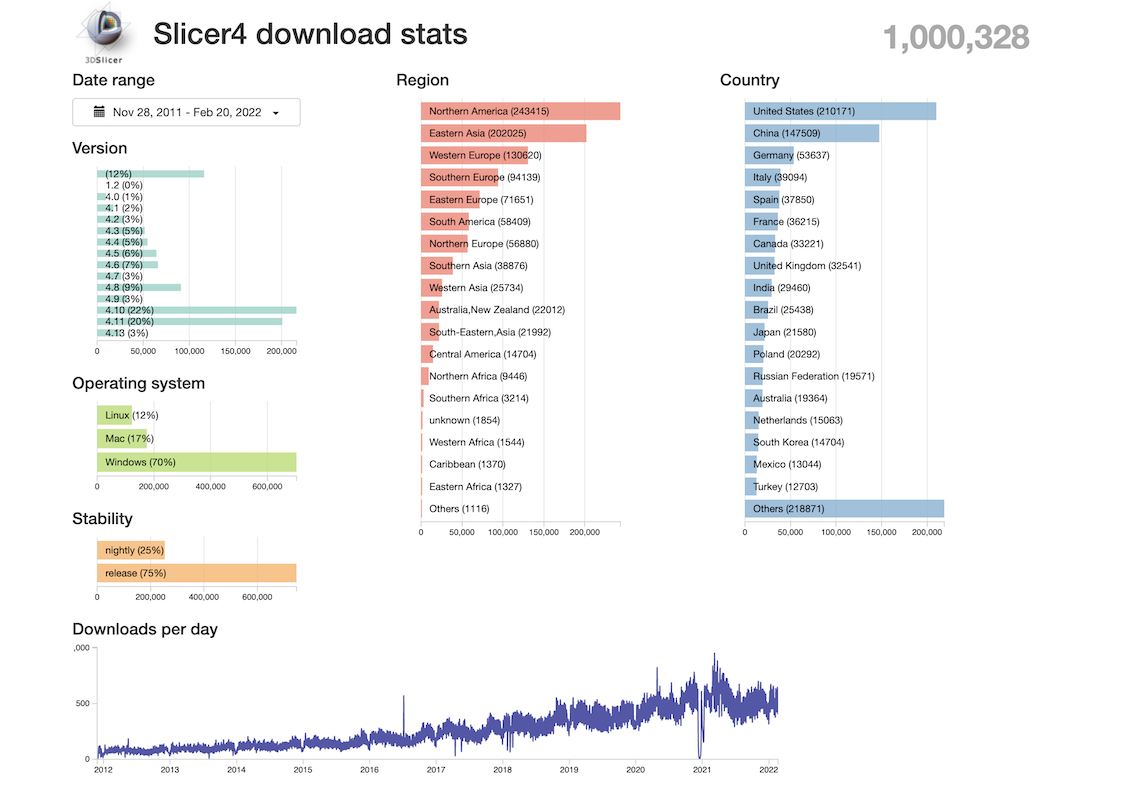 3DSlicer
Slicer4 download stats
1,000,328
Date range
Nov 28, 2011 - Feb 20, 2022
Version
(12%)
1.2 (0%)
4.0 (1%)
4.1 (2%)
4.2 (3%)
4.3 (5%)
4.4 (5%)
4.5 (6%)
4.6 (7%)
4.7 (3%)
4.8 (9%)
4.9 (3%)
4.10 (22%)
4.11 (20%)
4.13 (3%)
0 50,000 100,000 150,000 200,000
Operating system
Linux (12%)
Mac (17%)
Windows (70%)
0 200,000 400,000 600,000
Stability
nightly (25%)
release (75%)
0 200,000 400,000 600,000
Region
Northern America (243415)
Eastern Asia (202025)
Western Europe (130620)
Southern Europe (94139)
Eastern Europe (71651)
South America (58409)
Northern Europe (56880)
Southern Asia (38876)
Western Asia (25734)
Australia,New Zealand (22012)
South-Eastern,Asia (21992)
Central America (14704)
Northern Africa (9446)
Southern Africa (3214)
unknown (1854)
Western Africa (1544)
Caribbean (1370)
Eastern Africa (1327)
Others (1116)
0 50,000 100,000 150,000 200,000
Country
United States (210171)
China (147509)
Germany (53637)
Italy (39094)
Spain (37850)
France (36215)
Canada (33221)
United Kingdom (32541)
India (29460)
Brazil (25438)
Japan (21580)
Poland (20292)
Russian Federation (19571)
Australia (19364)
Netherlands (15063)
South Korea (14704)
Mexico (13044)
Turkey (12703)
Others (218871)
0 50,000 100,000 150,000 200,000
Downloads per day
,000
500
0
2012 2013 2014 2015 2016 2017 2018 2019 2020 2021 2022